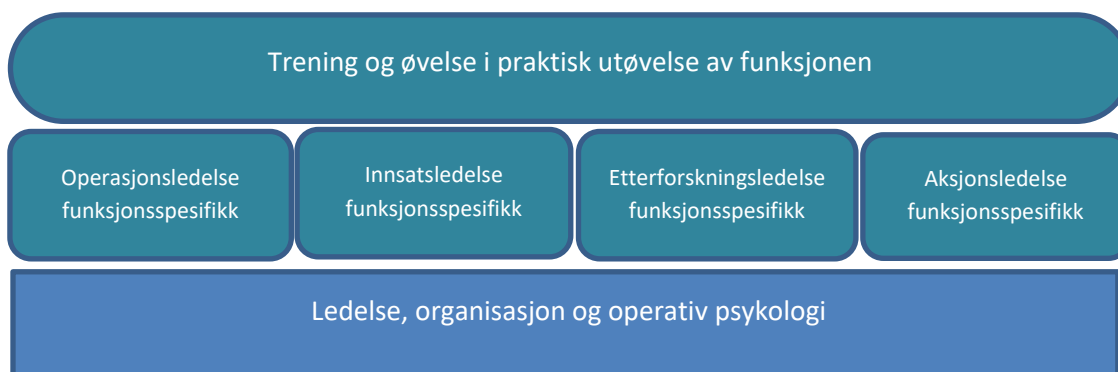 Trening og øvelse i praktisk utøvelse av funksjonen
Operasjonsledelse
funksjonsspesifikk
Innsatsledelse
funksjonsspesifikk
Etterforskningsledelse
funksjonsspesifikk
Aksjonsledelse
funksjonsspesifikk
Ledelse, organisasjon og operativ psykologi